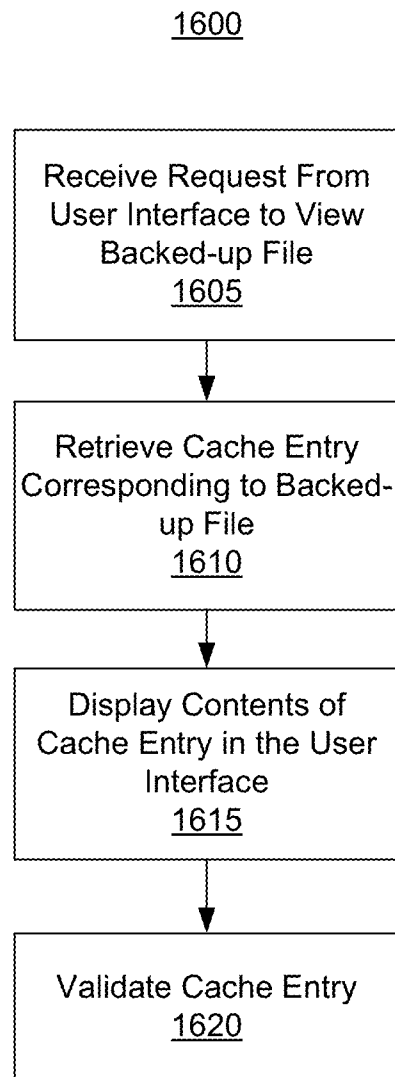 1600
Receive Request From
User Interface to View
Backed-up File
1605
Retrieve Cache Entry
Corresponding to Backed-
up File
1610
Display Contents of
Cache Entry in the User
Interface
1615
Validate Cache Entry
1620